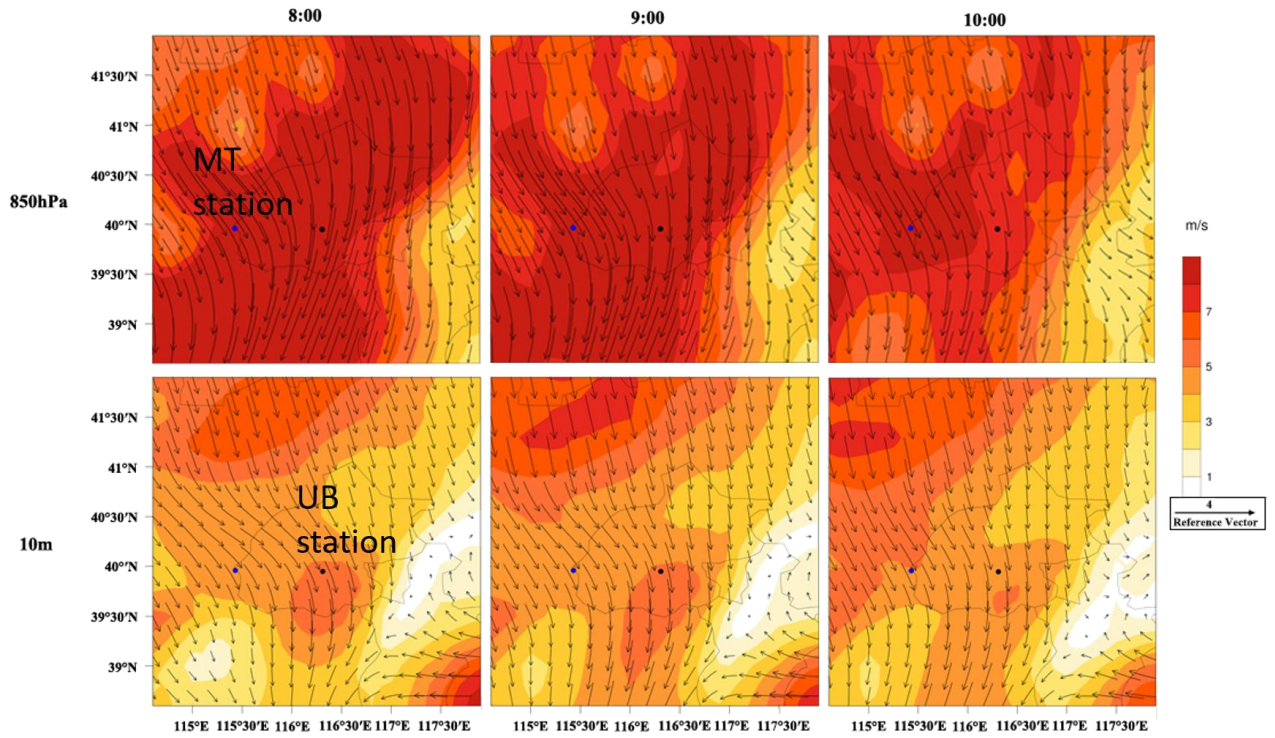 8:00 9:00 10:00
41°30′N
41°N
40°30′N
40°N
39°30′N
39°N
850hPa
MT
station
m/s
7
5
3
1
4
Reference Vector
41°30′N
41°N
40°30′N
40°N
39°30′N
39°N
10m
UB
station
115°E 115°30′E 116°E 116°30′E 117°E 117°30′E 115°E 115°30′E 116°E 116°30′E 117°E 117°30′E 115°E 115°30′E 116°E 116°30′E 117°E 117°30′E